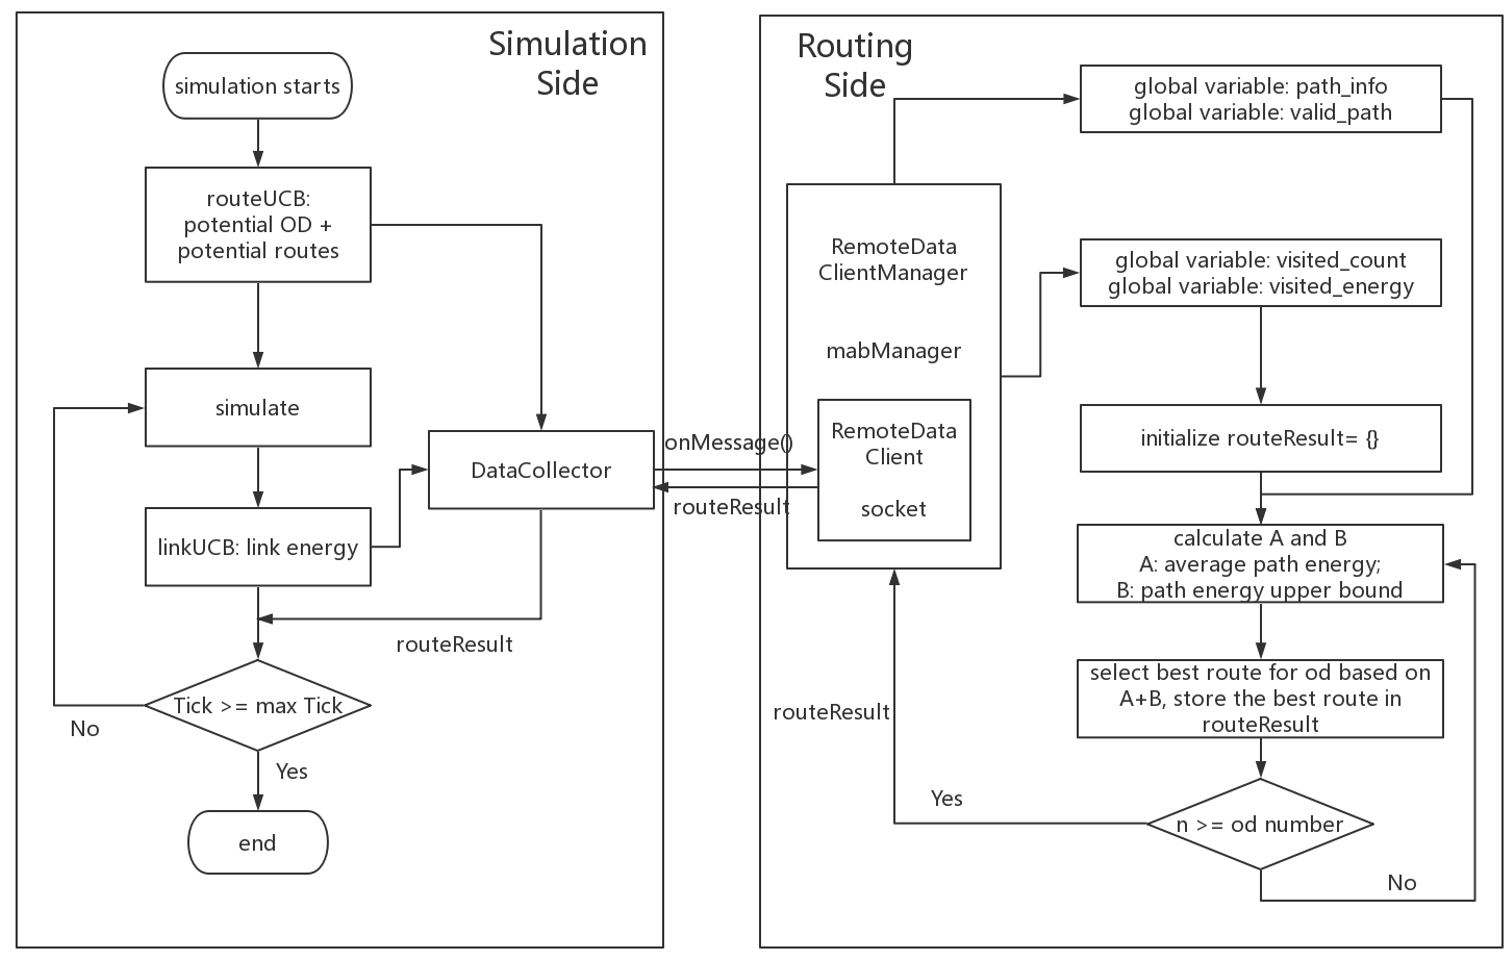 Simulation
Side
simulation starts
routeUCB:
potential OD +
potential routes
simulate
DataCollector
linkUCB: link energy
routeResult
Tick >= max Tick
No
Yes
end
onMessage()
routeResult
Routing
Side
global variable: path_info
global variable: valid_path
RemoteData
ClientManager
mabManager
RemoteData
Client
socket
global variable: visited_count
global variable: visited_energy
initialize routeResult= {}
calculate A and B
A: average path energy;
B: path energy upper bound
select best route for od based on
A+B, store the best route in
routeResult
routeResult
Yes
n >= od number
No